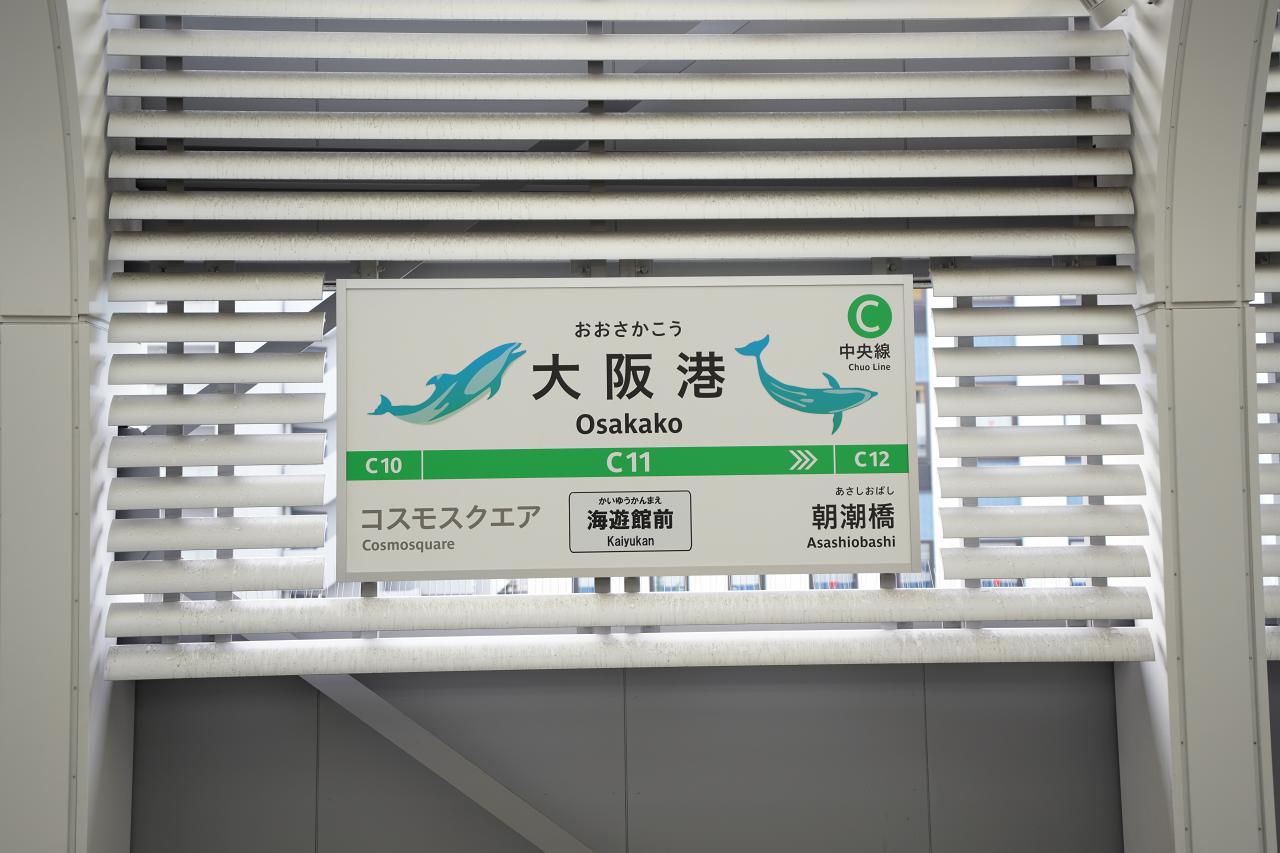 おおさかこう
大阪港
Osakako
C
中央線
Chuo Line
C10
C11
C12
コスモスクエア
Cosmosquare
かいゆうかんまえ
海遊館前
Kaiyukan
あさしおばし
朝潮橋
Asashiobashi